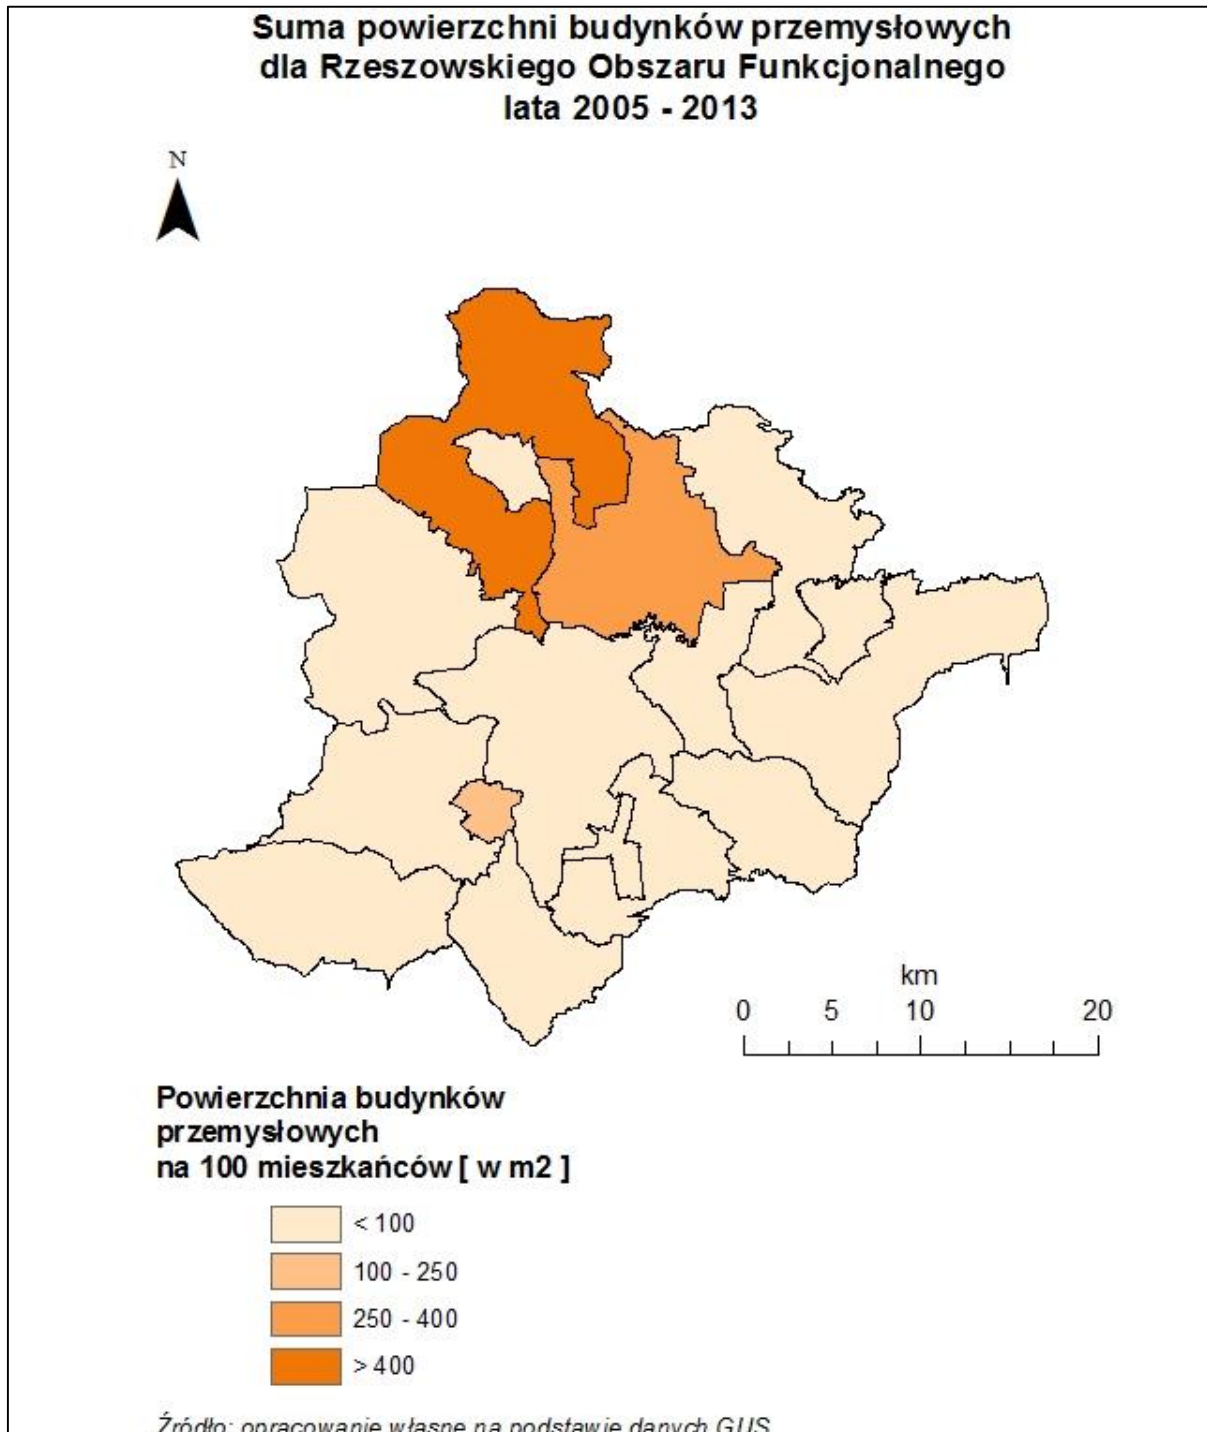 Suma powierzchni budynków przemysłowych
dla Rzeszowskiego Obszaru Funkcjonalnego
lata 2005 - 2013
N
km
0 5 10 20
Powierzchnia budynków
przemysłowych
na 100 mieszkańców [ w m2 ]
< 100
100 - 250
250 - 400
> 400
Źródło: opracowanie własne na podstawie danych GUS